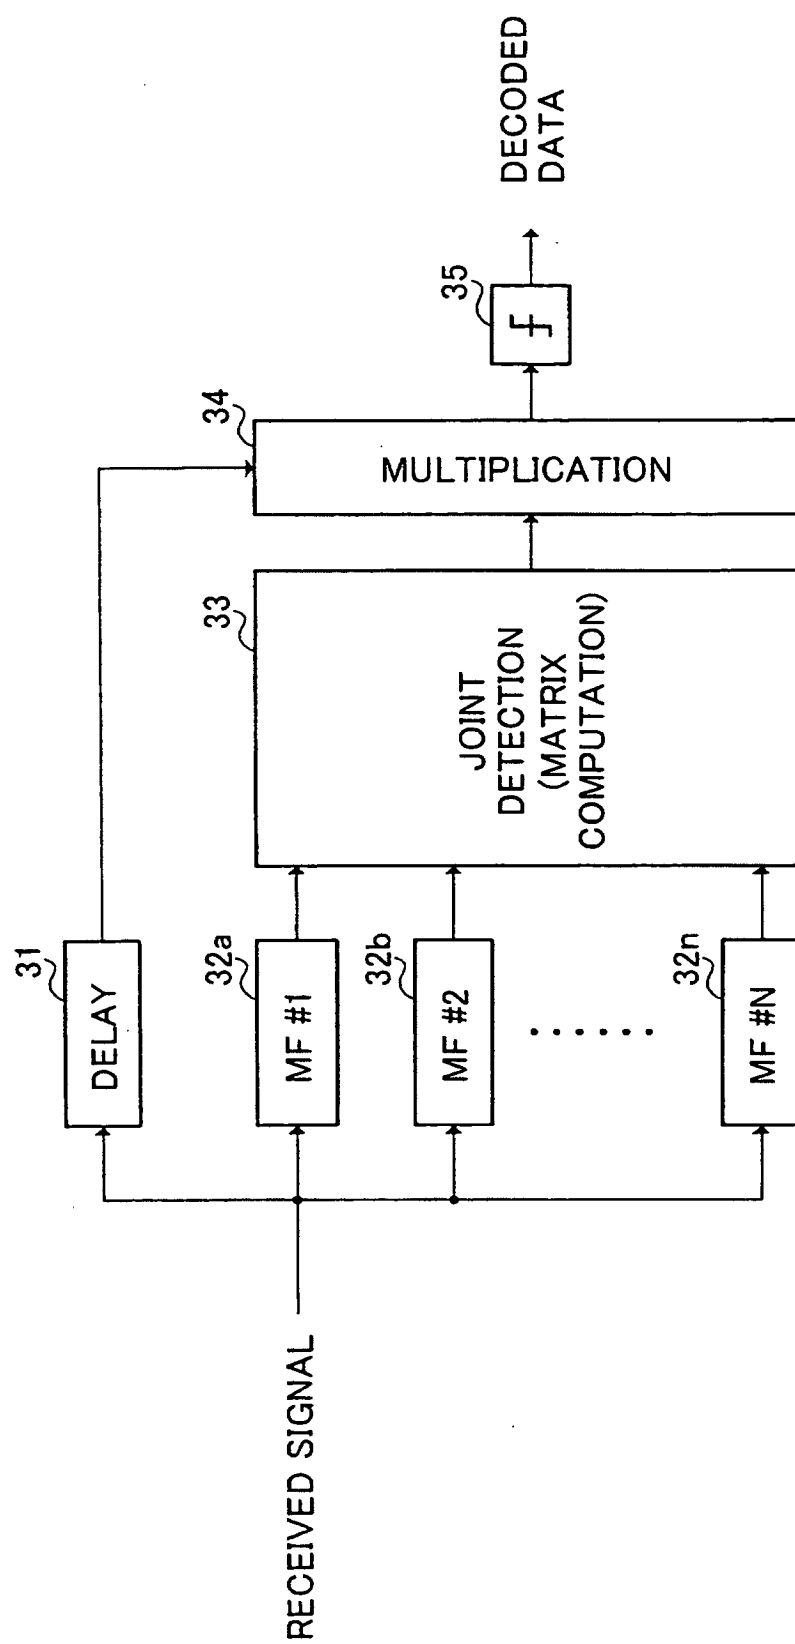 RECEIVED SIGNAL
31
DELAY
32a
MF #1
32b
MF #2
32n
MF #N
33
JOINT
DETECTION
(MATRIX
COMPUTATION)
34
MULTIPLICATION
35
DECODED
DATA